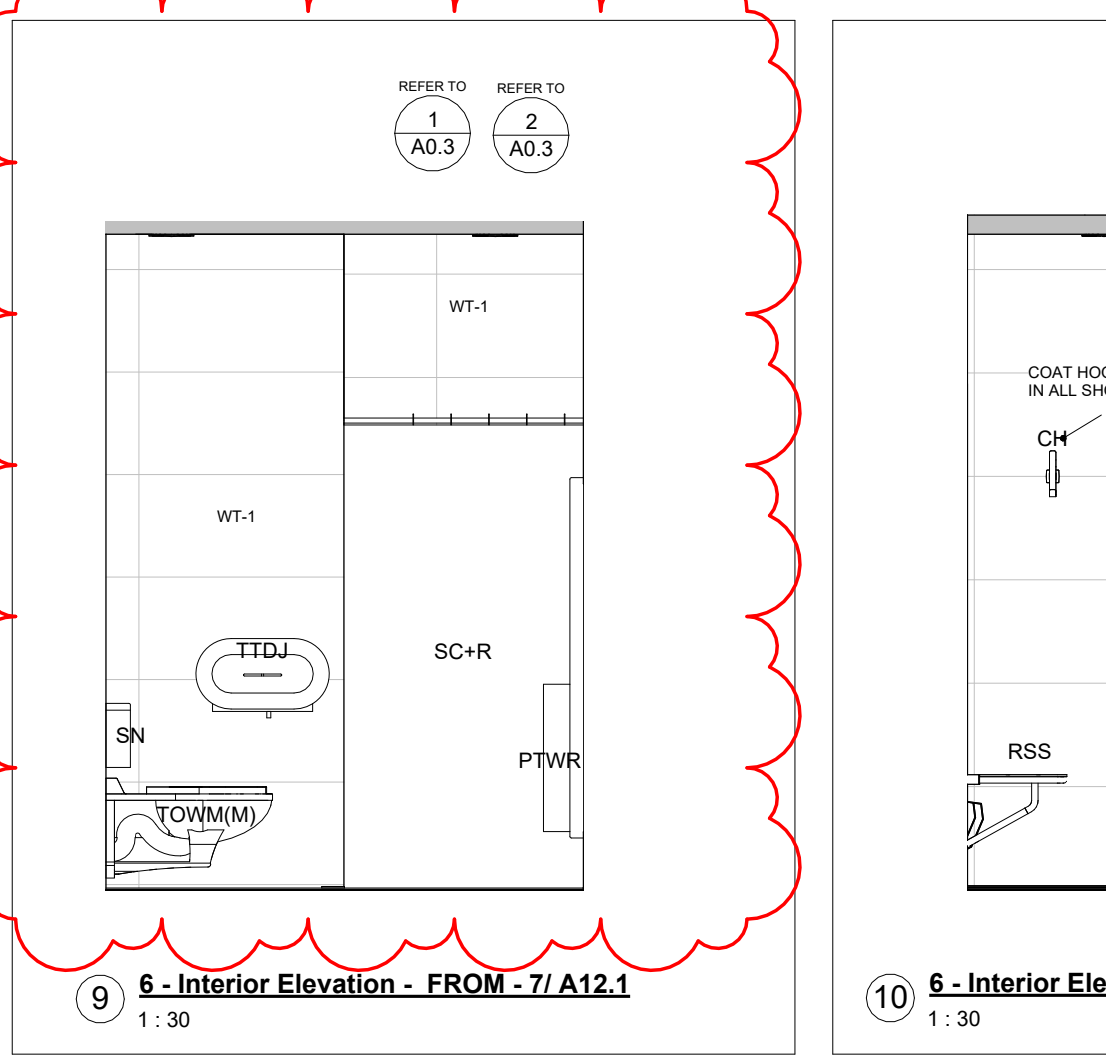 REFER TO
1
A0.3
REFER TO
2
A0.3
WT-1
WT-1
TTDJ
SC+R
SN
PTWR
TOWM(M)
9
6 - Interior Elevation - FROM - 7/ A12.1
1 : 30
COAT HOO
IN ALL SHO
CH
RSS
10
6 - Interior Ele
1 : 30